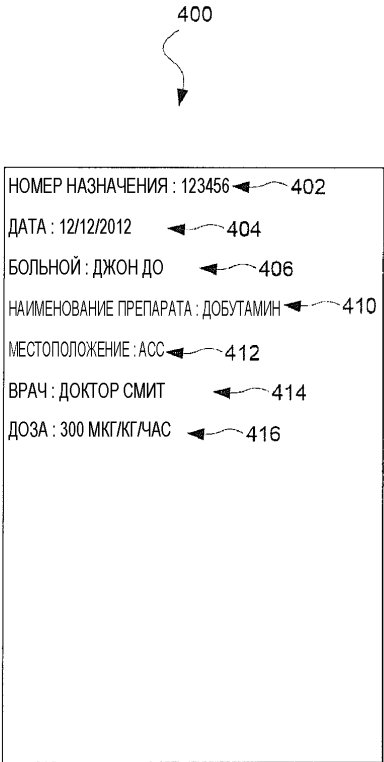 400
НОМЕР НАЗНАЧЕНИЯ : 123456 402
ДАТА : 12/12/2012 404
БОЛЬНОЙ : ДЖОН ДО 406
НАИМЕНОВАНИЕ ПРЕПАРАТА : ДОБУТАМИН 410
МЕСТОПОЛОЖЕНИЕ : АСС 412
ВРАЧ : ДОКТОР СМИТ 414
ДОЗА : 300 МКГ/КГ/ЧАС 416